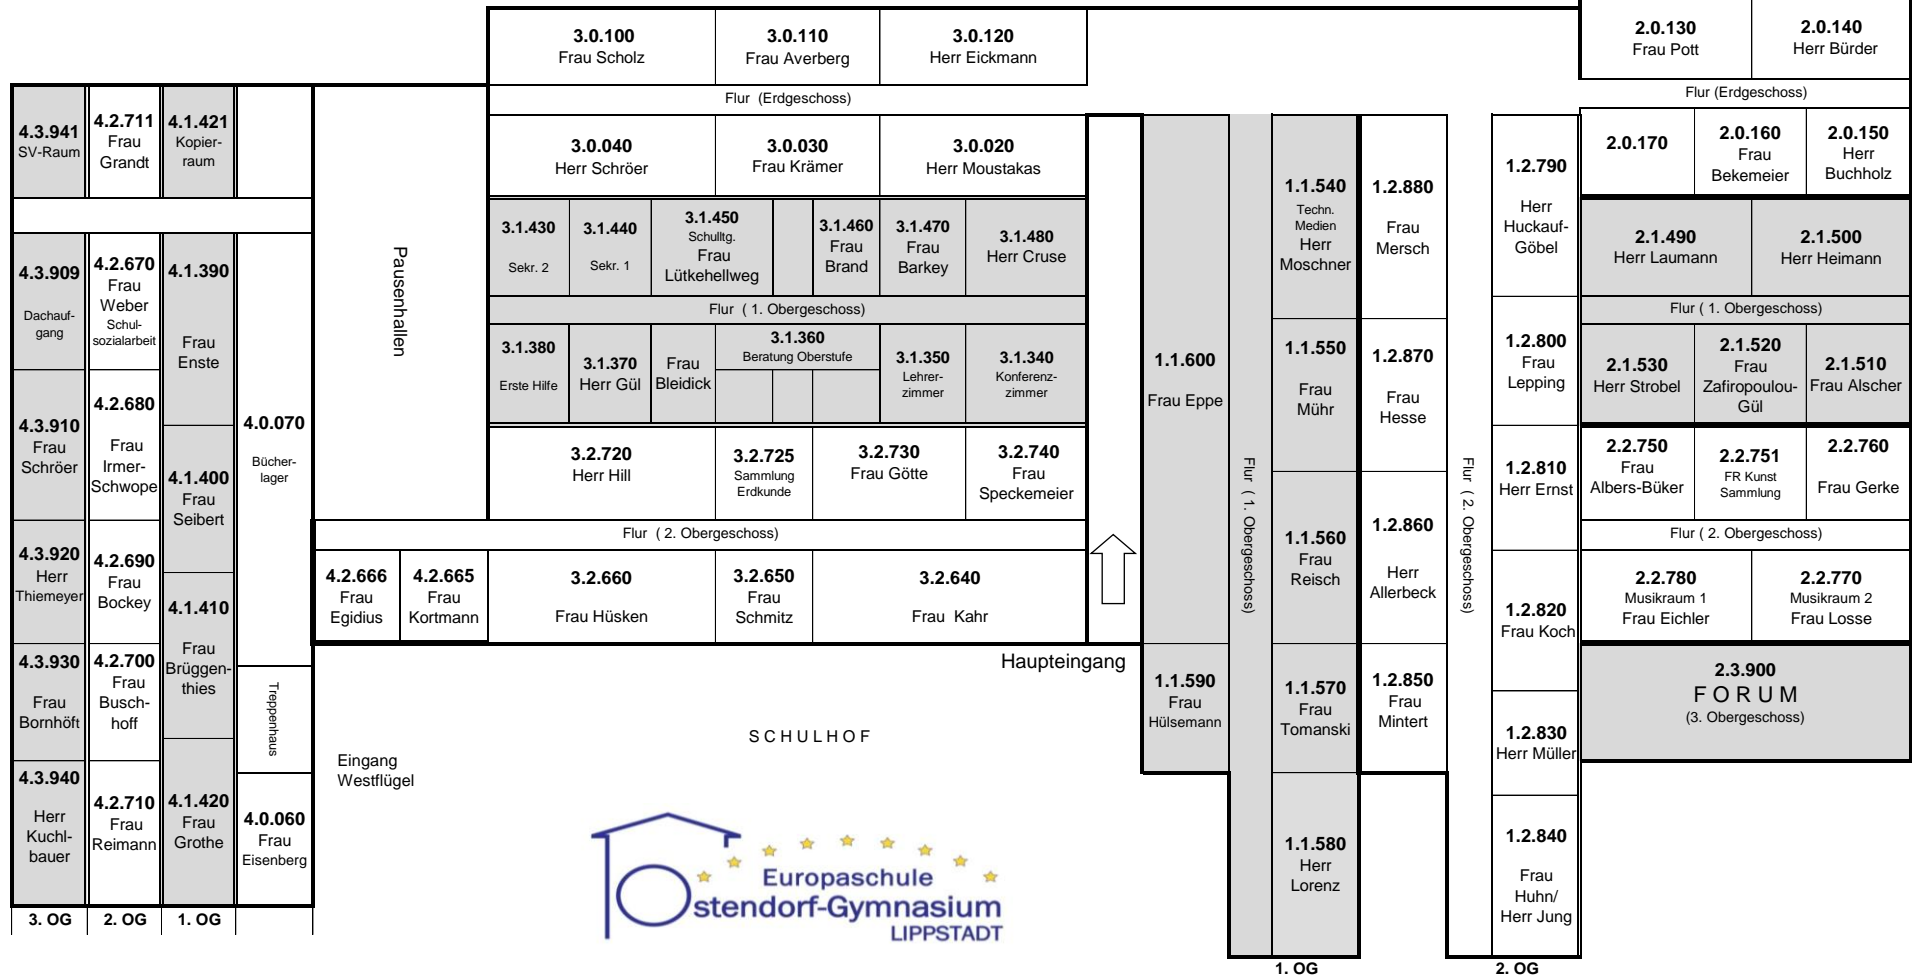 3.0.100
Frau Scholz
3.0.110
Frau Averberg
3.0.120
Herr Eickmann
2.0.130
Frau Pott
2.0.140
Herr Bürder
Flur (Erdgeschoss)
Flur (Erdgeschoss)
4.3.941
SV-Raum
4.2.711
Frau
Grandt
4.1.421
Kopier-
raum
3.0.040
Herr Schröer
3.0.030
Frau Krämer
3.0.020
Herr Moustakas
2.0.170
2.0.160
Frau
Bekemeier
2.0.150
Herr
Buchholz
4.3.909
Dachauf-
gang
4.2.670
Frau
Weber
Schul-
sozialarbeit
4.1.390
Frau
Enste
Pausenhallen
3.1.430
Sekr. 2
3.1.440
Sekr. 1
3.1.450
Schulltg.
Frau
Lütkehellweg
3.1.460
Frau
Brand
3.1.470
Frau
Barkey
3.1.480
Herr Cruse
Flur ( 1. Obergeschoss)
3.1.380
Erste Hilfe
3.1.370
Herr Gül
Frau
Bleidick
3.1.360
Beratung Oberstufe
3.1.350
Lehrer-
zimmer
3.1.340
Konferenz-
zimmer
3.2.720
Herr Hill
3.2.725
Sammlung
Erdkunde
3.2.730
Frau Götte
3.2.740
Frau
Speckemeier
Flur ( 2. Obergeschoss)
4.2.666
Frau
Egidius
4.2.665
Frau
Kortmann
3.2.660
Frau Hüsken
3.2.650
Frau
Schmitz
3.2.640
Frau Kahr
4.3.910
Frau
Schröer
4.2.680
Frau
Irmer-
Schwope
4.1.400
Frau
Seibert
4.0.070
Bücher-
lager
4.3.920
Herr
Thiemeyer
4.2.690
Frau
Bockey
4.1.410
Frau
Brüggen-
thies
4.3.930
Frau
Bornhöft
4.2.700
Frau
Busch-
hoff
Treppenhaus
4.3.940
Herr
Kuchl-
bauer
4.2.710
Frau
Reimann
4.1.420
Frau
Grothe
4.0.060
Frau
Eisenberg
3. OG
2. OG
1. OG
Haupteingang
SCHULHOF
Eingang
Westflügel
Europaschule
stendorf-Gymnasium
LIPPSTADT
1.1.600
Frau Eppe
1.1.590
Frau
Hülsemann
Flur ( 1. Obergeschoss)
1.1.540
Techn.
Medien
Herr
Moschner
1.1.550
Frau
Mühr
1.1.560
Frau
Reisch
1.1.570
Frau
Tomanski
1.1.580
Herr
Lorenz
1. OG
1.2.880
Frau
Mersch
1.2.870
Frau
Hesse
1.2.860
Herr
Allerbeck
1.2.850
Frau
Mintert
Flur ( 2. Obergeschoss)
1.2.790
Herr
Huckauf-
Göbel
1.2.800
Frau
Lepping
1.2.810
Herr Ernst
1.2.820
Frau Koch
1.2.830
Herr Müller
1.2.840
Frau
Huhn/
Herr Jung
2. OG
2.1.490
Herr Laumann
2.1.500
Herr Heimann
Flur ( 1. Obergeschoss)
2.1.530
Herr Strobel
2.1.520
Frau
Zafiropoulou-
Gül
2.1.510
Frau Alscher
2.2.750
Frau
Albers-Büker
2.2.751
FR Kunst
Sammlung
2.2.760
Frau Gerke
Flur ( 2. Obergeschoss)
2.2.780
Musikraum 1
Frau Eichler
2.2.770
Musikraum 2
Frau Losse
2.3.900
FORUM
(3. Obergeschoss)